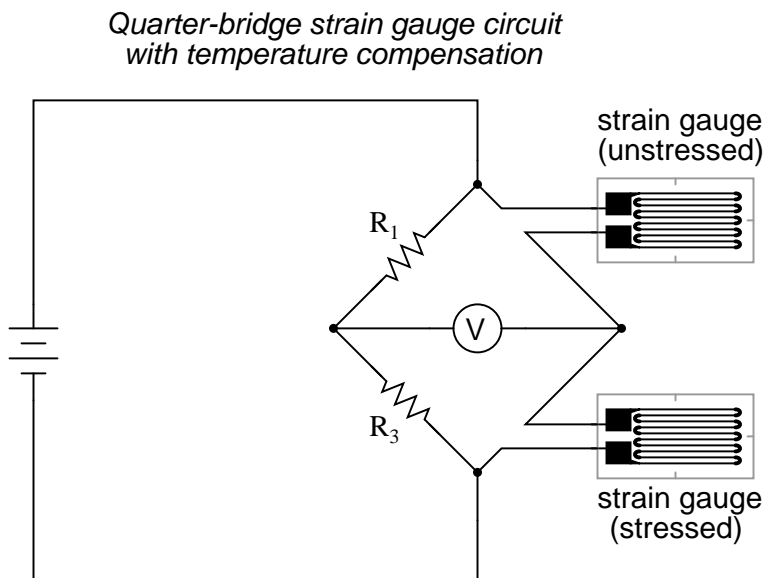 Quarter-bridge strain gauge circuit
with temperature compensation
strain gauge
(unstressed)
R1
V
R3
strain gauge
(stressed)